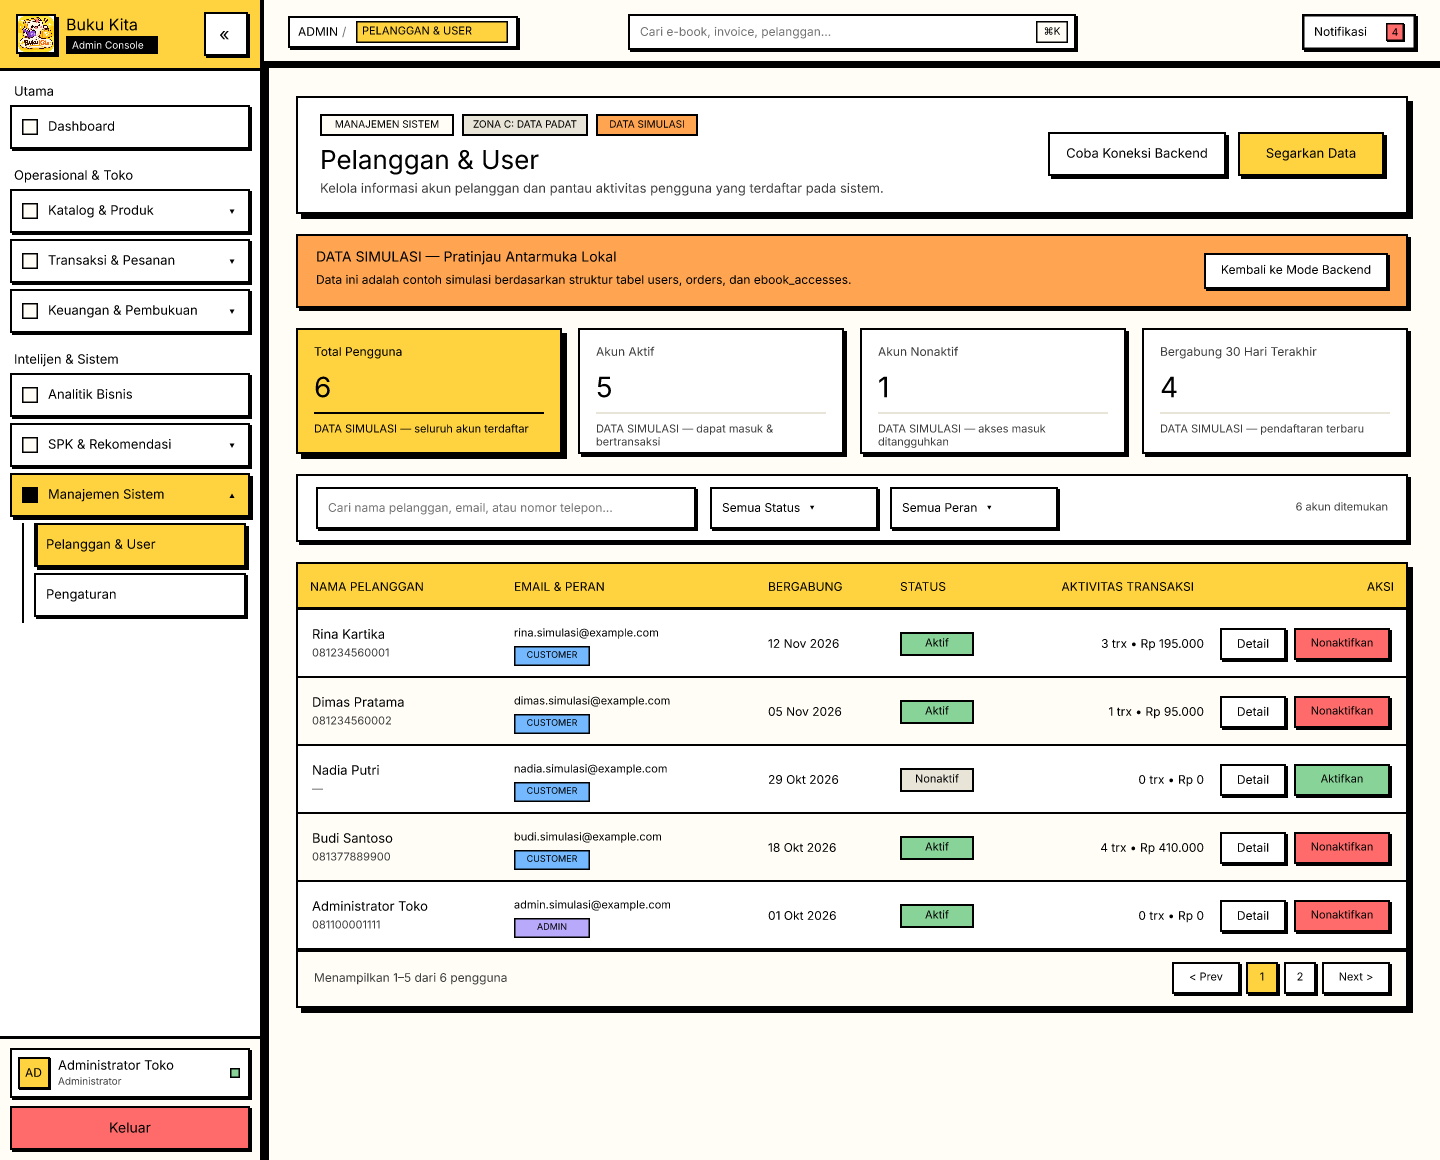 Buku Kita
Admin Console
«
ADMIN / PELANGGAN & USER
Cari e-book, invoice, pelanggan...
⌘K
Notifikasi 4
Utama
Dashboard
Operasional & Toko
Katalog & Produk ▾
Transaksi & Pesanan ▾
Keuangan & Pembukuan ▾
Intelijen & Sistem
Analitik Bisnis
SPK & Rekomendasi ▾
Manajemen Sistem ▴
Pelanggan & User
Pengaturan
AD
Administrator Toko
Administrator
Keluar
MANAJEMEN SISTEM
ZONA C: DATA PADAT
DATA SIMULASI
Pelanggan & User
Kelola informasi akun pelanggan dan pantau aktivitas pengguna yang terdaftar pada sistem.
Coba Koneksi Backend
Segarkan Data
DATA SIMULASI — Pratinjau Antarmuka Lokal
Data ini adalah contoh simulasi berdasarkan struktur tabel users, orders, dan ebook_accesses.
Kembali ke Mode Backend
Total Pengguna
6
DATA SIMULASI — seluruh akun terdaftar
Akun Aktif
5
DATA SIMULASI — dapat masuk &
bertransaksi
Akun Nonaktif
1
DATA SIMULASI — akses masuk
ditangguhkan
Bergabung 30 Hari Terakhir
4
DATA SIMULASI — pendaftaran terbaru
Cari nama pelanggan, email, atau nomor telepon...
Semua Status ▾
Semua Peran ▾
6 akun ditemukan
NAMA PELANGGAN EMAIL & PERAN BERGABUNG STATUS AKTIVITAS TRANSAKSI AKSI
Rina Kartika
081234560001
rina.simulasi@example.com
CUSTOMER
12 Nov 2026
Aktif
3 trx • Rp 195.000
Detail
Nonaktifkan
Dimas Pratama
081234560002
dimas.simulasi@example.com
CUSTOMER
05 Nov 2026
Aktif
1 trx • Rp 95.000
Detail
Nonaktifkan
Nadia Putri
—
nadia.simulasi@example.com
CUSTOMER
29 Okt 2026
Nonaktif
0 trx • Rp 0
Detail
Aktifkan
Budi Santoso
081377889900
budi.simulasi@example.com
CUSTOMER
18 Okt 2026
Aktif
4 trx • Rp 410.000
Detail
Nonaktifkan
Administrator Toko
081100001111
admin.simulasi@example.com
ADMIN
01 Okt 2026
Aktif
0 trx • Rp 0
Detail
Nonaktifkan
Menampilkan 1–5 dari 6 pengguna
< Prev
1
2
Next >